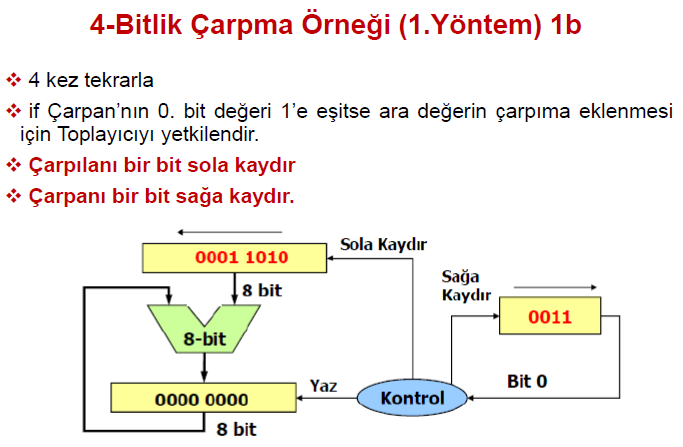 4-Bitlik Çarpma Örneği (1.Yöntem) 1b
❖ 4 kez tekrarla
❖ if Çarpan’nın 0. bit değeri 1’e eşitse ara değerin çarpıma eklenmesi
için Toplayıcıyı yetkilendir.
❖ Çarpılanı bir bit sola kaydır
❖ Çarpanı bir bit sağa kaydır.
Sola Kaydır
0001 1010
8 bit
Sağa
Kaydır
0011
8-bit
Yaz
Bit 0
0000 0000
Kontrol
8 bit